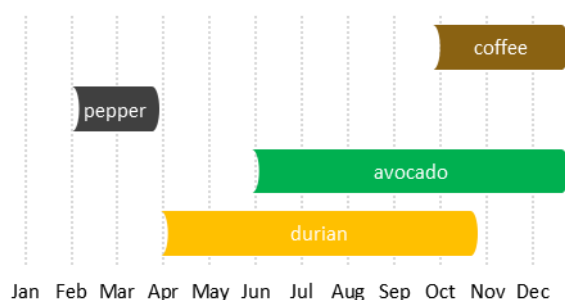 coffee
pepper
avocado
durian
Jan Feb Mar Apr May Jun Jul Aug Sep Oct Nov Dec